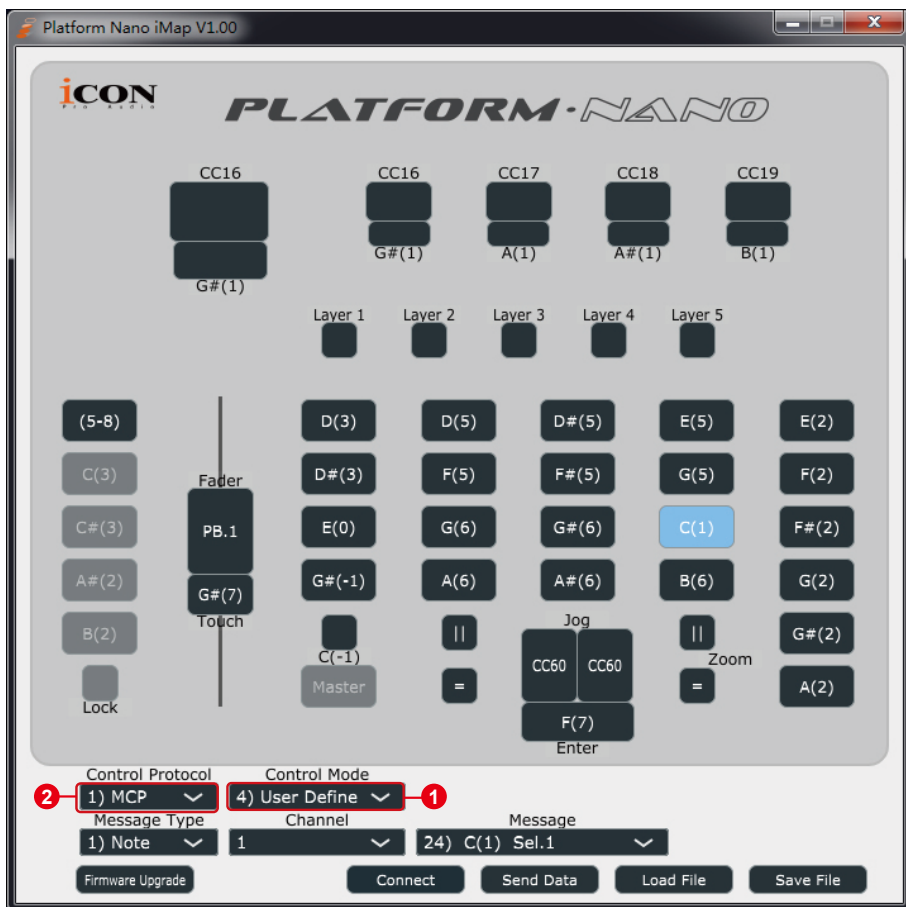 Platform Nano iMap V1.00
iCON
Pro Audio
PLATFORM·NANO
CC16 CC16 CC17 CC18 CC19
G#(1) A(1) A#(1) B(1)
G#(1)
Layer 1 Layer 2 Layer 3 Layer 4 Layer 5
(5-8) D(3) D(5) D#(5) E(5) E(2)
C(3) Fader D#(3) F(5) F#(5) G(5) F(2)
C#(3) PB.1 E(0) G(6) G#(6) C(1) F#(2)
A#(2) G#(7) G#(-1) A(6) A#(6) B(6) G(2)
B(2) Touch C(-1) || Jog || G#(2)
CC60 CC60 Zoom
Lock Master = F(7) = A(2)
Enter
Control Protocol Control Mode
2 1) MCP 4) User Define 1
Message Type Channel Message
1) Note 1 24) C(1) Sel.1
Firmware Upgrade Connect Send Data Load File Save File